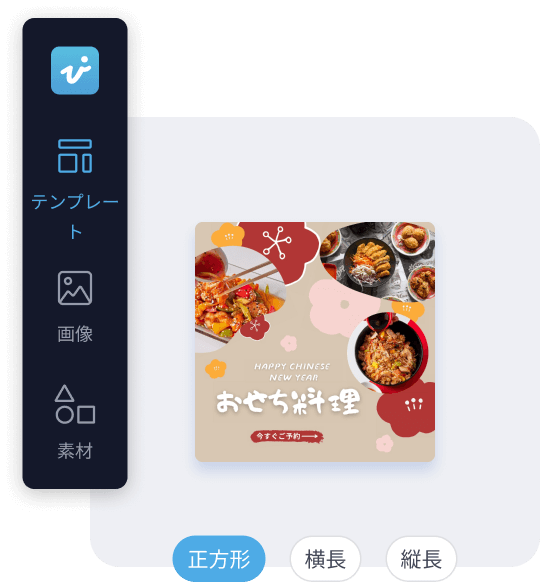 テンプレー
ト
画像
素材
HAPPY CHINESE
NEW YEAR
おせち料理
今すぐご予約
正方形
横長
縦長